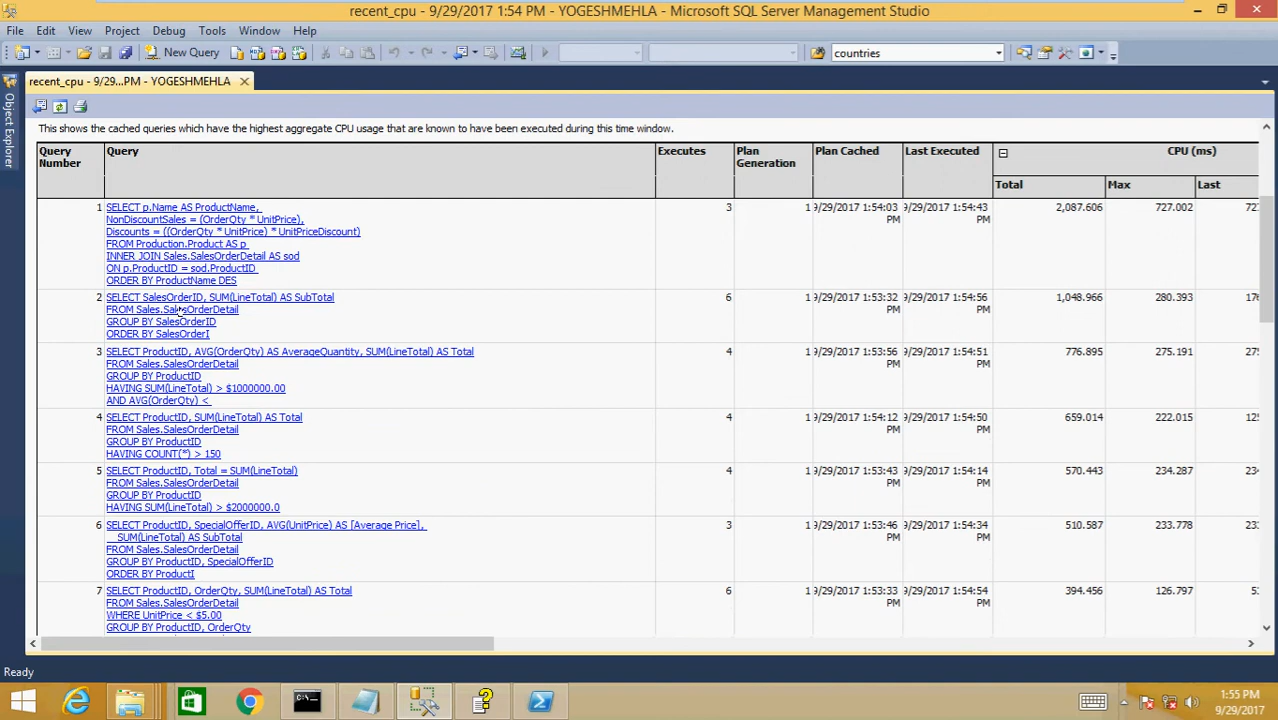 recent_cpu - 9/29/2017 1:54 PM - YOGESHMEHLA - Microsoft SQL Server Management Studio
File Edit View Project Debug Tools Window Help
New Query countries
recent_cpu - 9/29...PM - YOGESHMEHLA
Object Explorer
This shows the cached queries which have the highest aggregate CPU usage that are known to have been executed during this time window.
Query Number Query Executes Plan Generation Plan Cached Last Executed CPU (ms)
Total Max Last
1 SELECT p.Name AS ProductName, 3 1 9/29/2017 1:54:03 PM 9/29/2017 1:54:43 PM 2,087.606 727.002 727
NonDiscountSales = (OrderQty * UnitPrice),
Discounts = ((OrderQty * UnitPrice) * UnitPriceDiscount)
FROM Production.Product AS p
INNER JOIN Sales.SalesOrderDetail AS sod
ON p.ProductID = sod.ProductID
ORDER BY ProductName DES
2 SELECT SalesOrderID, SUM(LineTotal) AS SubTotal 6 1 9/29/2017 1:53:32 PM 9/29/2017 1:54:56 PM 1,048.966 280.393 176
FROM Sales.SalesOrderDetail
GROUP BY SalesOrderID
ORDER BY SalesOrderI
3 SELECT ProductID, AVG(OrderQty) AS AverageQuantity, SUM(LineTotal) AS Total 4 1 9/29/2017 1:53:56 PM 9/29/2017 1:54:51 PM 776.895 275.191 275
FROM Sales.SalesOrderDetail
GROUP BY ProductID
HAVING SUM(LineTotal) > $1000000.00
AND AVG(OrderQty) <
4 SELECT ProductID, SUM(LineTotal) AS Total 4 1 9/29/2017 1:54:12 PM 9/29/2017 1:54:50 PM 659.014 222.015 125
FROM Sales.SalesOrderDetail
GROUP BY ProductID
HAVING COUNT(*) > 150
5 SELECT ProductID, Total = SUM(LineTotal) 4 1 9/29/2017 1:53:43 PM 9/29/2017 1:54:14 PM 570.443 234.287 234
FROM Sales.SalesOrderDetail
GROUP BY ProductID
HAVING SUM(LineTotal) > $2000000.0
6 SELECT ProductID, SpecialOfferID, AVG(UnitPrice) AS [Average Price], 3 1 9/29/2017 1:53:46 PM 9/29/2017 1:54:34 PM 510.587 233.778
SUM(LineTotal) AS SubTotal
FROM Sales.SalesOrderDetail
GROUP BY ProductID, SpecialOfferID
ORDER BY ProductI
7 SELECT ProductID, OrderQty, SUM(LineTotal) AS Total 6 1 9/29/2017 1:53:33 PM 9/29/2017 1:54:54 PM 394.456 126.797
FROM Sales.SalesOrderDetail
WHERE UnitPrice < $5.00
GROUP BY ProductID, OrderQty
Ready
1:55 PM
9/29/2017